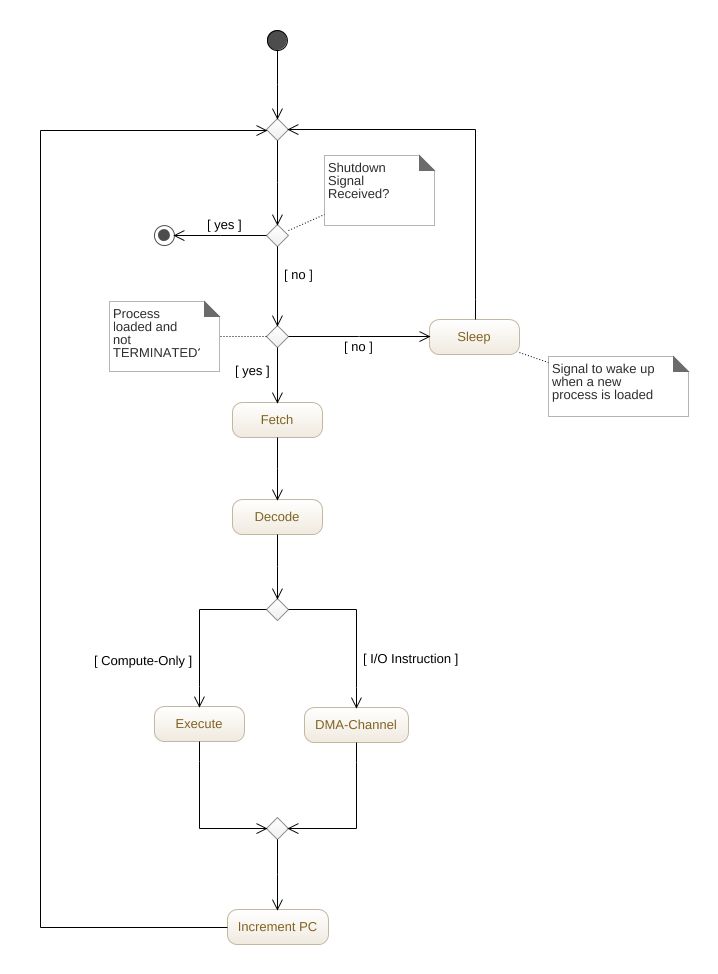 Shutdown
Signal
Received?
[ yes ]
[ no ]
Process
loaded and
not
TERMINATED'
[ no ]
Sleep
[ yes ]
Signal to wake up
when a new
process is loaded
Fetch
Decode
[ Compute-Only ]
[ I/O Instruction ]
Execute
DMA-Channel
Increment PC